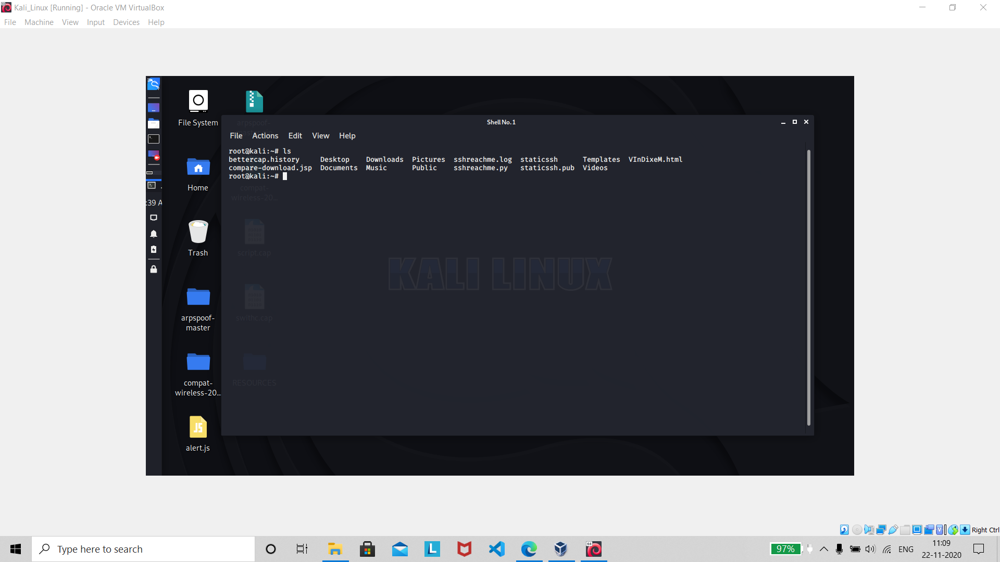 Kali_Linux [Running] - Oracle VM VirtualBox
File Machine View Input Devices Help
File System
arpspoof-
Home
compat-
wireless-20...
Trash
script.cap
arpspoof-
master
swithc.cap
compat-
wireless-20...
RESOURCES
alert.js
:39 A
Shell No. 1
File Actions Edit View Help
root@kali:~# ls
bettercap.history Desktop Downloads Pictures sshreachme.log staticssh Templates VInDixeM.html
compare-download.jsp Documents Music Public sshreachme.py staticssh.pub Videos
root@kali:~#
KALI LINUX
Right Ctrl
Type here to search
97%
ENG
11:09
22-11-2020